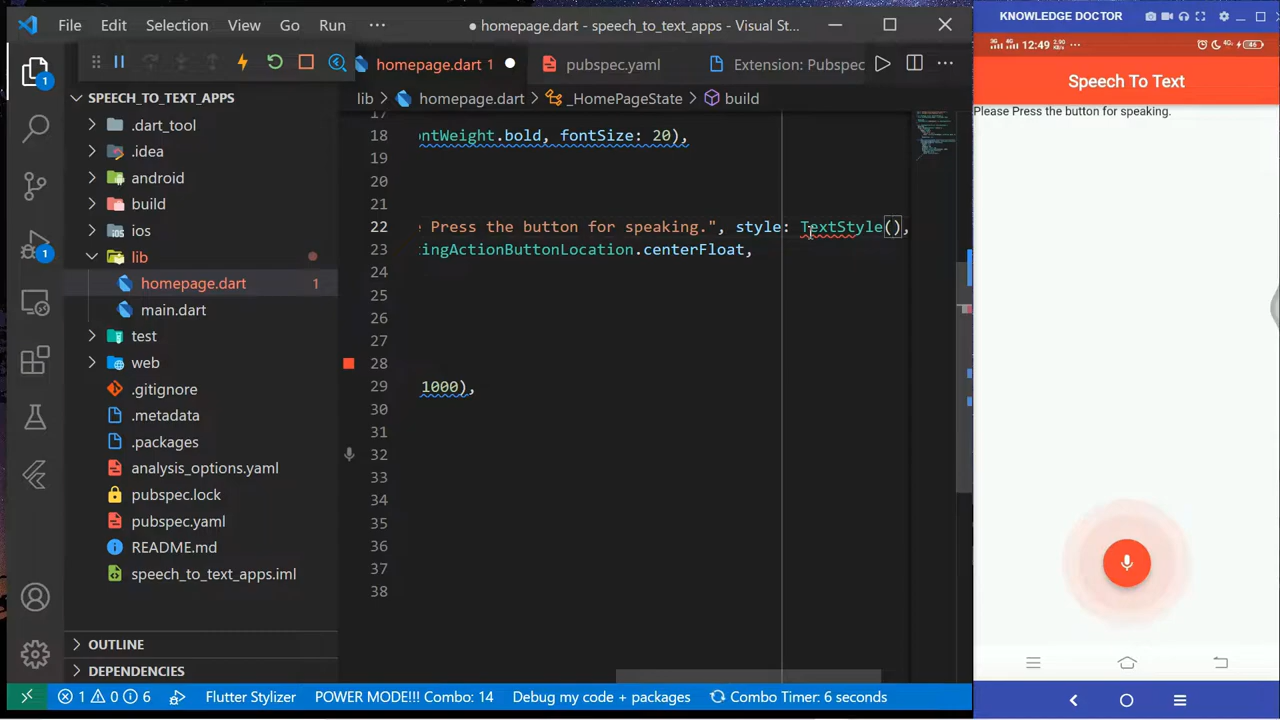 File Edit Selection View Go Run ··· ● homepage.dart - speech_to_text_apps - Visual St...
KNOWLEDGE DOCTOR
12:49
46
homepage.dart 1 ●
pubspec.yaml
Extension: Pubspec
SPEECH_TO_TEXT_APPS
lib > homepage.dart > _HomePageState > build
.dart_tool
.idea
android
build
ios
lib
homepage.dart 1
main.dart
test
web
.gitignore
.metadata
.packages
analysis_options.yaml
pubspec.lock
pubspec.yaml
README.md
speech_to_text_apps.iml
OUTLINE
DEPENDENCIES
17
18 ontWeight.bold, fontSize: 20),
19
20
21
22 e Press the button for speaking.", style: TextStyle(),
23 tingActionButtonLocation.centerFloat,
24
25
26
27
28
29 1000),
30
31
32
33
34
35
36
37
38
Speech To Text
Please Press the button for speaking.
1 0 6 Flutter Stylizer POWER MODE!!! Combo: 14 Debug my code + packages Combo Timer: 6 seconds